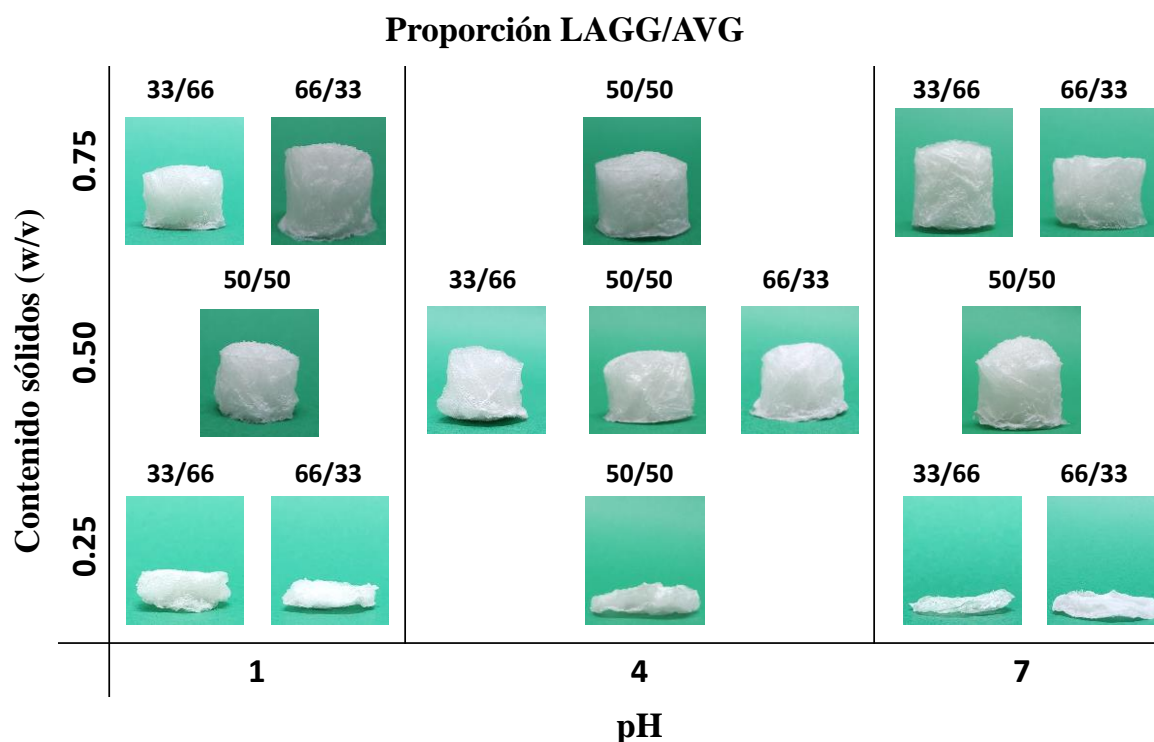 Proporción LAGG/AVG
33/66 66/33 50/50 33/66 66/33
0.75
50/50 33/66 50/50 66/33 50/50
Contenido sólidos (w/v)
0.50
33/66 66/33 50/50 33/66 66/33
0.25
1 4 7
pH